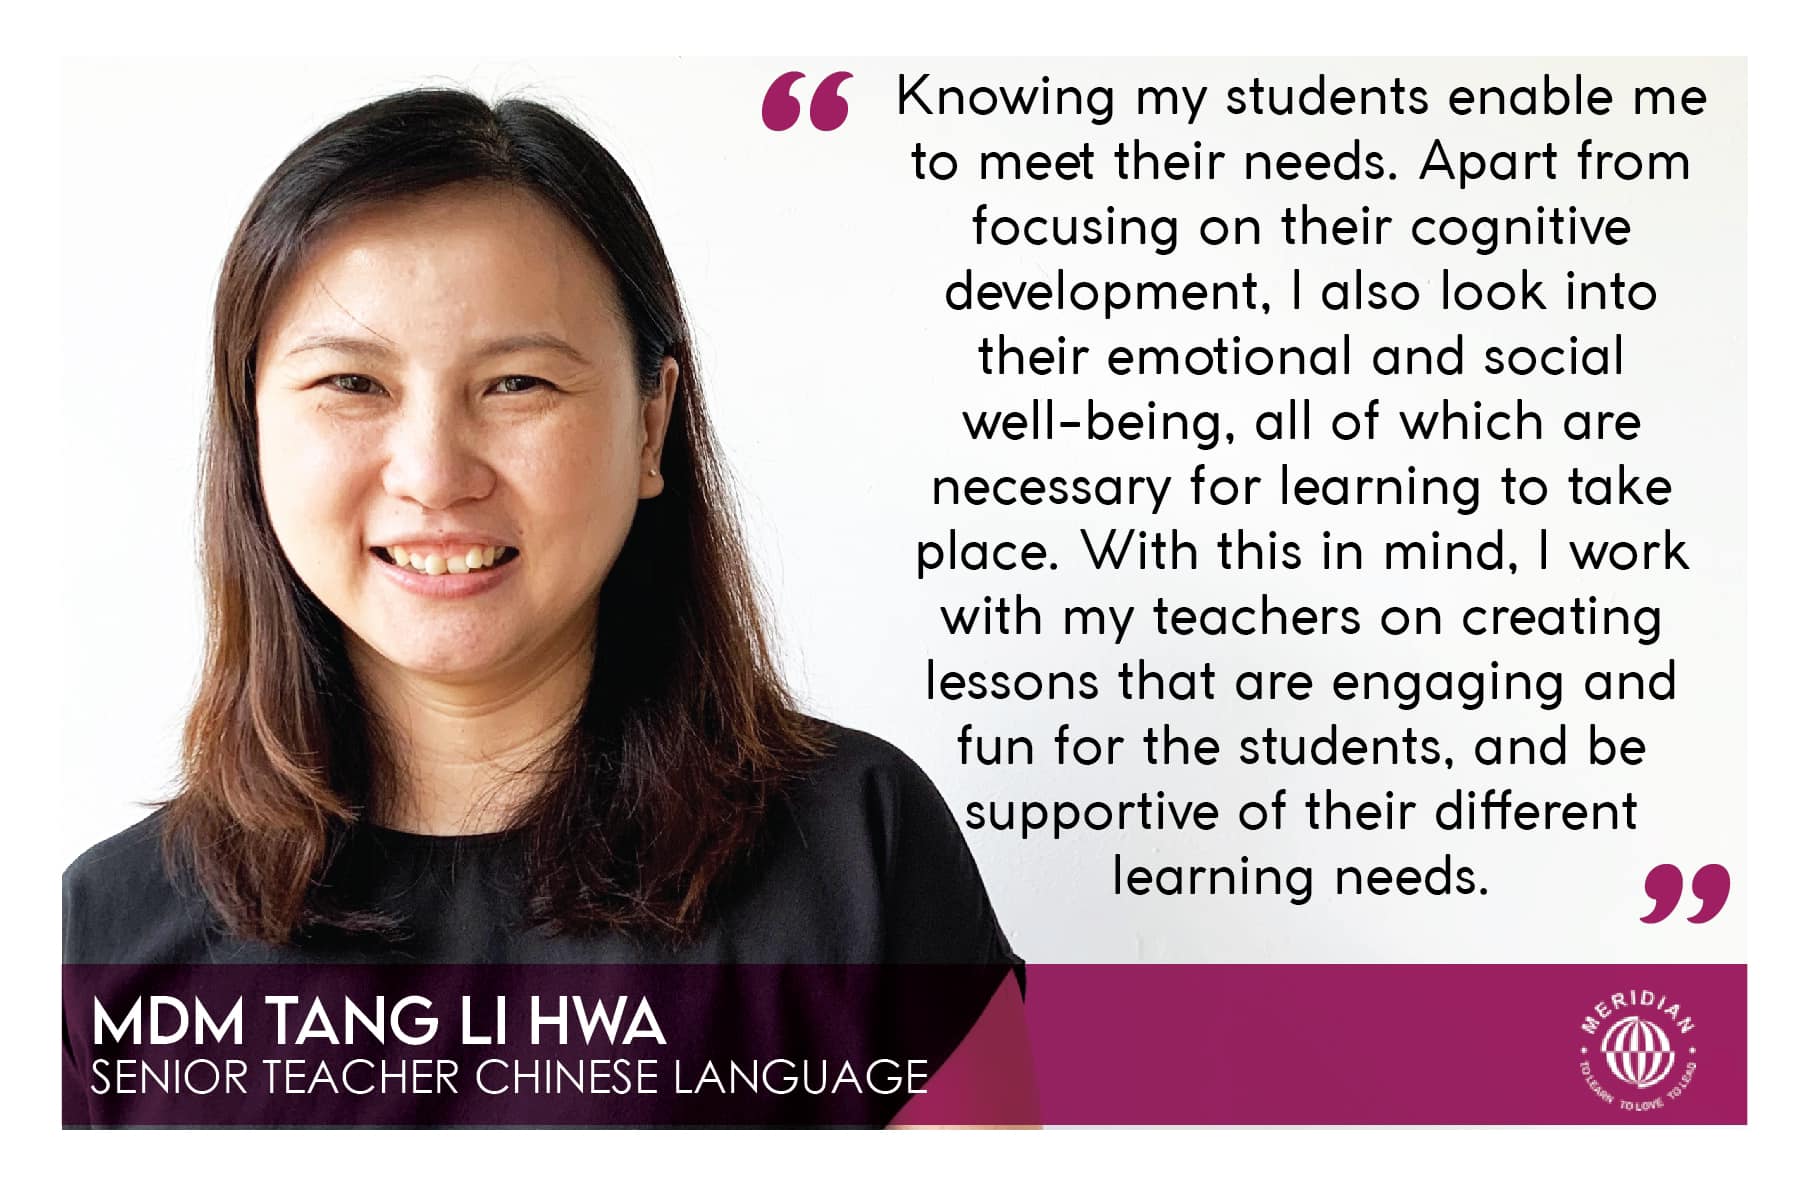 “ Knowing my students enable me
to meet their needs. Apart from
focusing on their cognitive
development, I also look into
their emotional and social
well-being, all of which are
necessary for learning to take
place. With this in mind, I work
with my teachers on creating
lessons that are engaging and
fun for the students, and be
supportive of their different
learning needs. ”
MDM TANG LI HWA
SENIOR TEACHER CHINESE LANGUAGE
MERIDIAN
TO LEARN TO LOVE TO LEAD